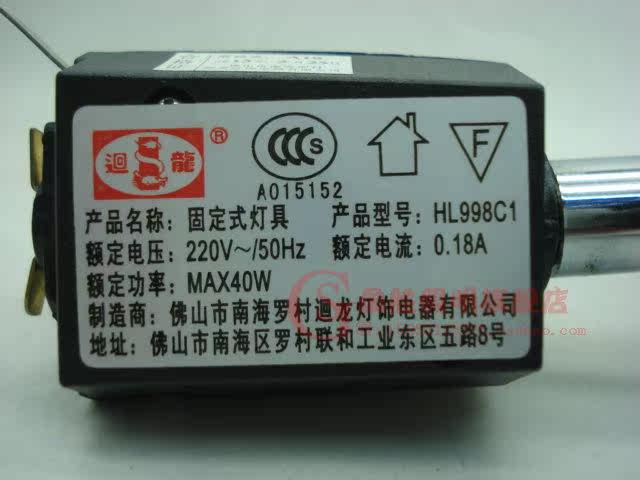 迴龍®
CCCS
F
A015152
产品名称：固定式灯具 产品型号：HL998C1
额定电压：220V～/50Hz 额定电流：0.18A
额定功率：MAX40W
制造商：佛山市南海罗村迴龙灯饰电器有限公司
地址：佛山市南海区罗村联和工业东区五路8号